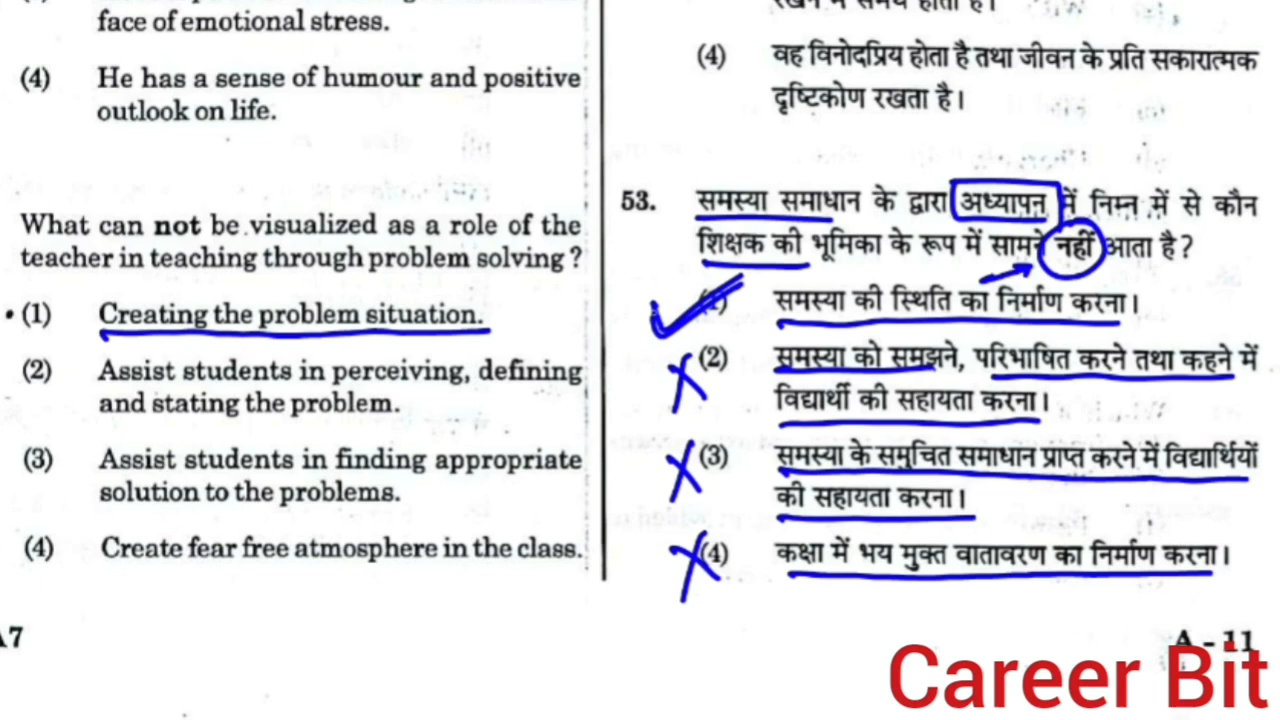 face of emotional stress.
(4) He has a sense of humour and positive
outlook on life.
What can not be visualized as a role of the
teacher in teaching through problem solving ?
(1) Creating the problem situation.
(2) Assist students in perceiving, defining
and stating the problem.
(3) Assist students in finding appropriate
solution to the problems.
(4) Create fear free atmosphere in the class.
A7
(4) वह विनोदप्रिय होता है तथा जीवन के प्रति सकारात्मक
दृष्टिकोण रखता है।
53. समस्या समाधान के द्वारा अध्यापन में निम्न में से कौन
शिक्षक की भूमिका के रूप में सामने नहीं आता है?
समस्या की स्थिति का निर्माण करना।
(2) समस्या को समझने, परिभाषित करने तथा कहने में
विद्यार्थी की सहायता करना।
(3) समस्या के समुचित समाधान प्राप्त करने में विद्यार्थियों
की सहायता करना।
(4) कक्षा में भय मुक्त वातावरण का निर्माण करना।
A - 11
Career Bit